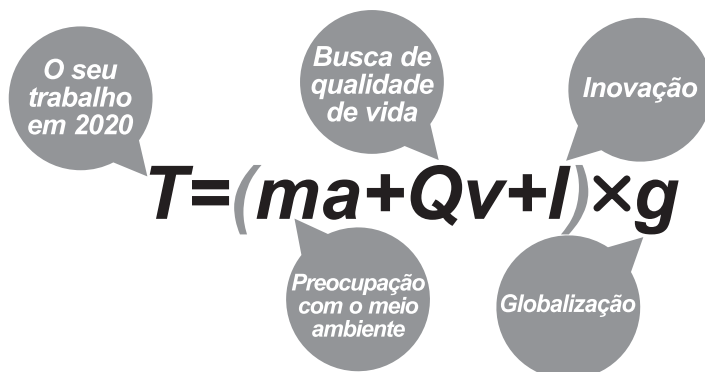 O seu
trabalho
em 2020
Busca de
qualidade
de vida
Inovação
T=(ma+Qv+I)×g
Preocupação
com o meio
ambiente
Globalização